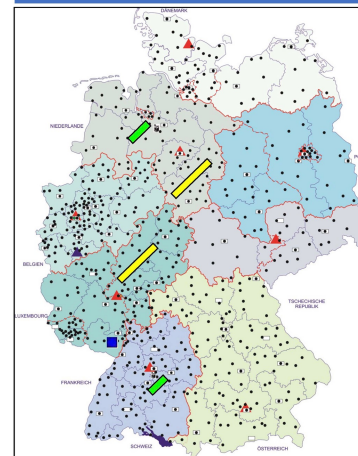 DÄNEMARK
NIEDERLANDE
BELGIEN
LUXEMBOURG
TSCHECHISCHE
REPUBLIK
FRANKREICH
SCHWEIZ
ÖSTERREICH